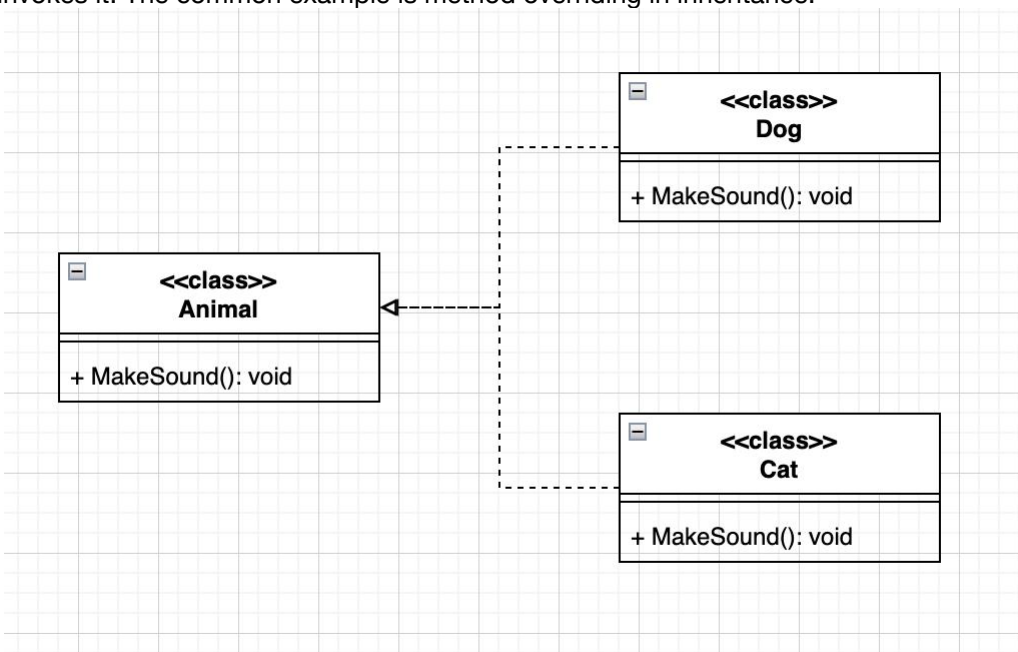 invokes it. The common example is method overriding in inheritance.
<<class>>
Dog
+ MakeSound(): void
<<class>>
Animal
+ MakeSound(): void
<<class>>
Cat
+ MakeSound(): void